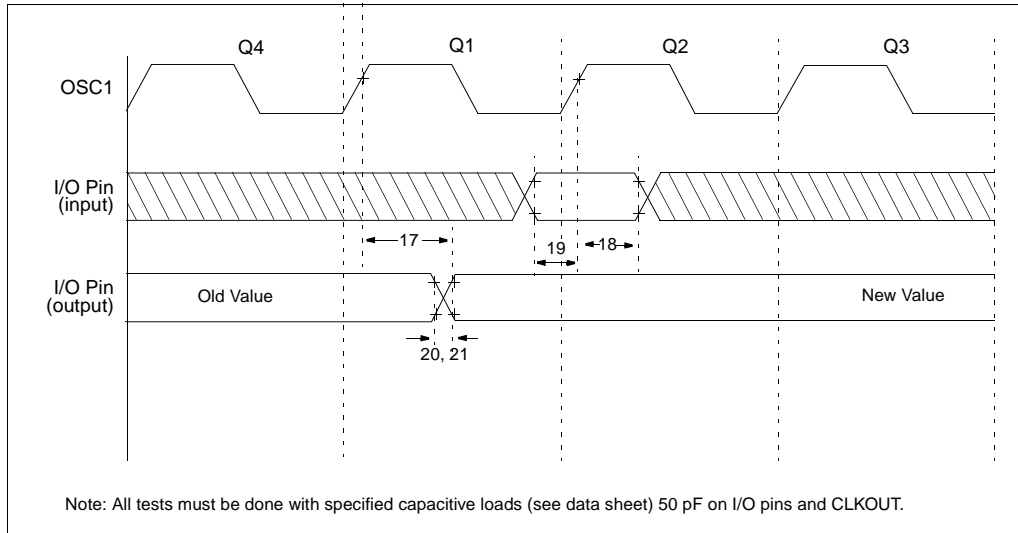 Q4 Q1 Q2 Q3
OSC1
I/O Pin
(input)
17 19 18
I/O Pin
(output)
Old Value New Value
20, 21
Note: All tests must be done with specified capacitive loads (see data sheet) 50 pF on I/O pins and CLKOUT.